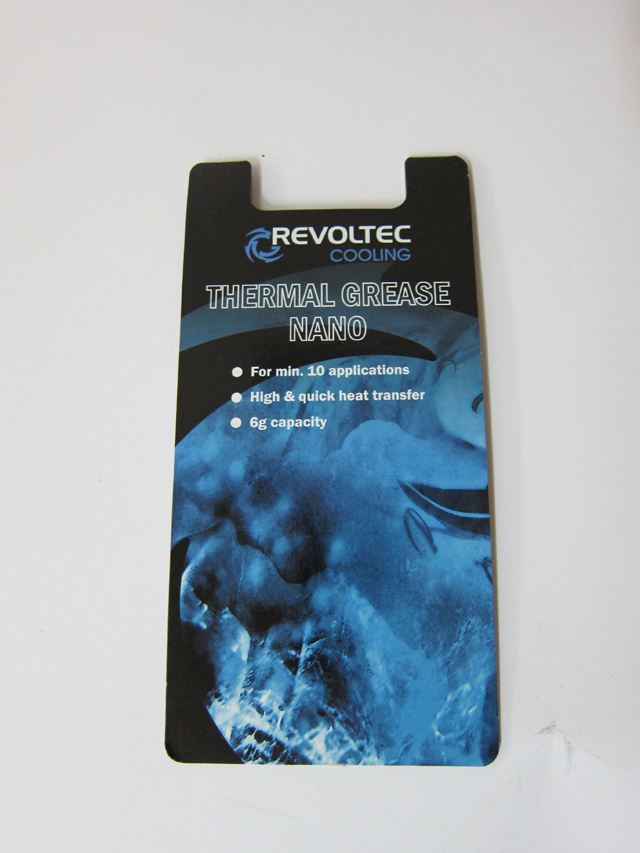 REVOLTEC
COOLING
THERMAL GREASE
NANO
For min. 10 applications
High & quick heat transfer
6g capacity